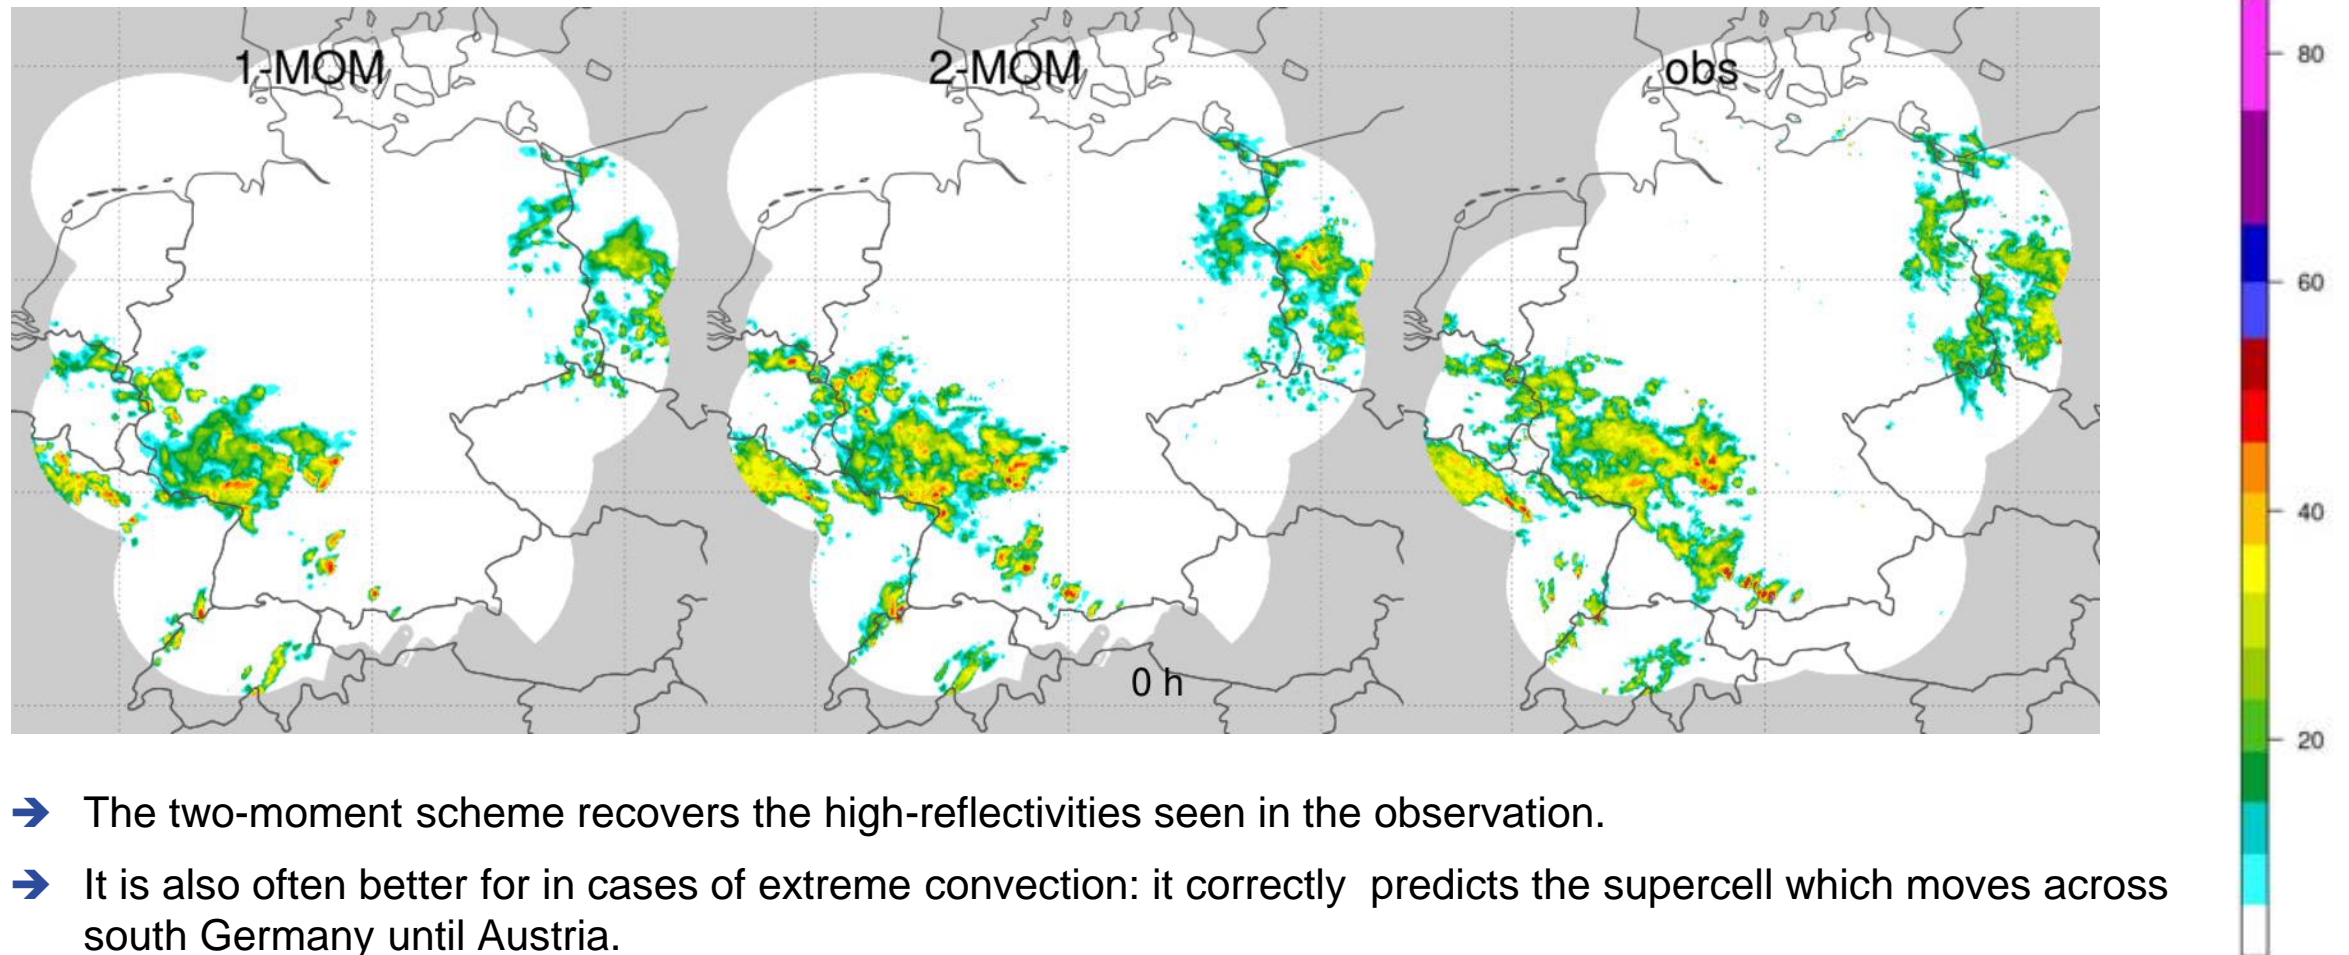 1-MOM 2-MOM obs
80
60
40
20
0 h
➔ The two-moment scheme recovers the high-reflectivities seen in the observation.
➔ It is also often better for in cases of extreme convection: it correctly  predicts the supercell which moves across
south Germany until Austria.